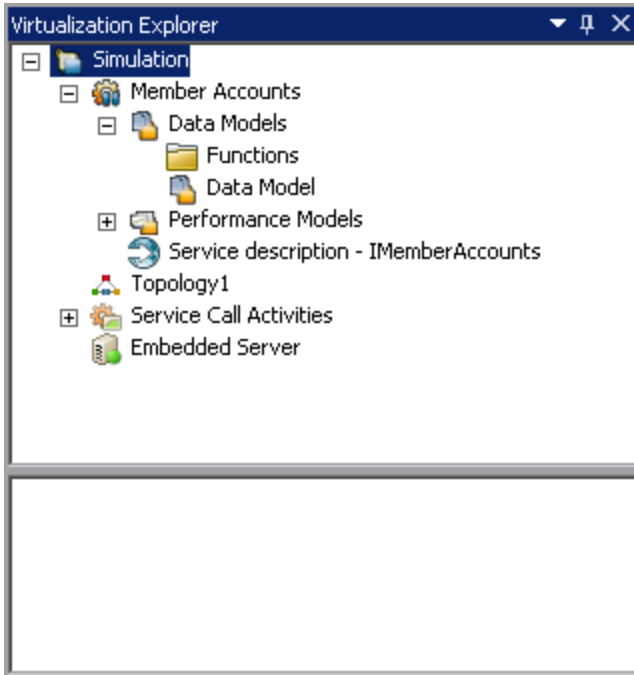 Virtualization Explorer
Simulation
Member Accounts
Data Models
Functions
Data Model
Performance Models
Service description - IMemberAccounts
Topology1
Service Call Activities
Embedded Server